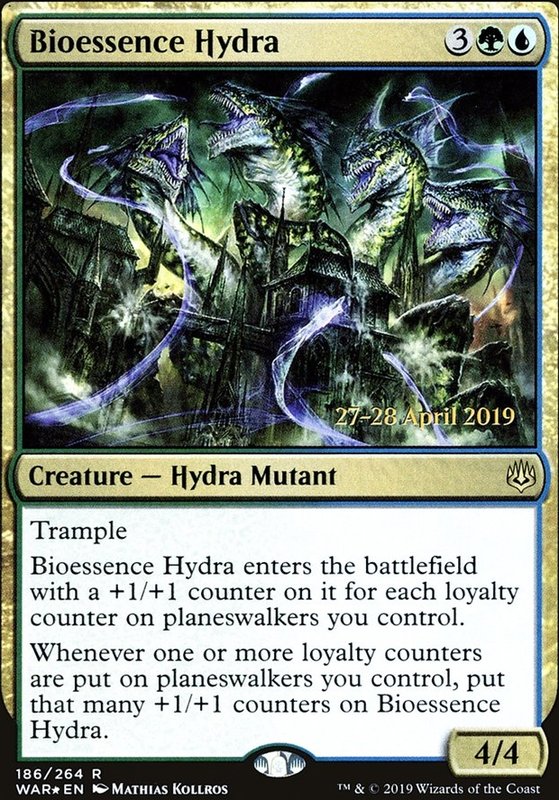 Bioessence Hydra 3
27-28 April 2019
Creature — Hydra Mutant
Trample
Bioessence Hydra enters the battlefield
with a +1/+1 counter on it for each loyalty
counter on planeswalkers you control.
Whenever one or more loyalty counters
are put on planeswalkers you control, put
that many +1/+1 counters on Bioessence
Hydra.
4/4
186/264 R
WAR★EN Mathias Kollros
™ & © 2019 Wizards of the Coast